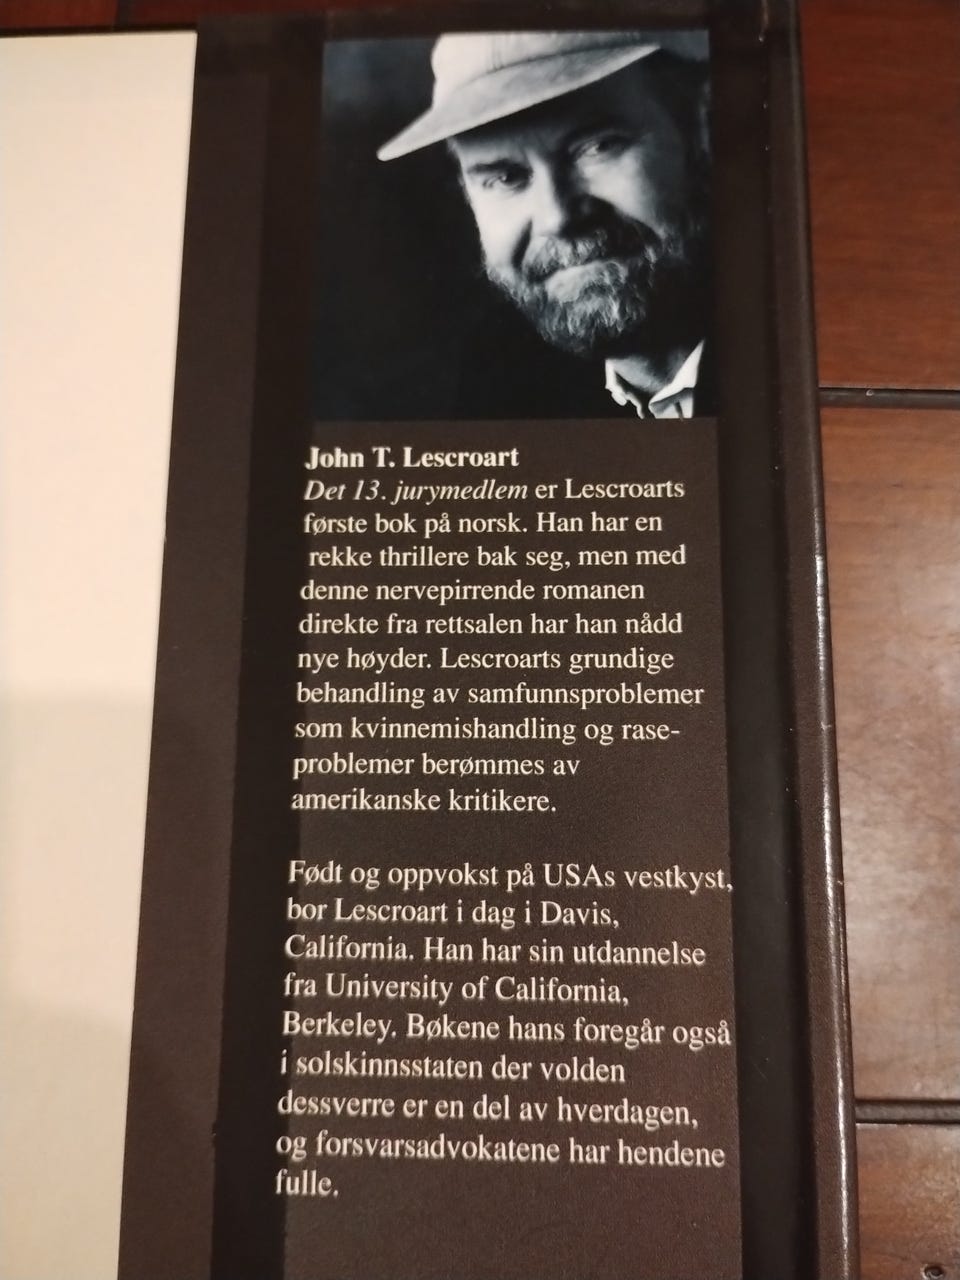 John T. Lescroart
Det 13. jurymedlem er Lescroarts
første bok på norsk. Han har en
rekke thrillere bak seg, men med
denne nervepirrende romanen
direkte fra rettsalen har han nådd
nye høyder. Lescroarts grundige
behandling av samfunnsproblemer
som kvinnemishandling og rase-
problemer berømmes av
amerikanske kritikere.
Født og oppvokst på USAs vestkyst,
bor Lescroart i dag i Davis,
California. Han har sin utdannelse
fra University of California,
Berkeley. Bøkene hans foregår også
i solskinnsstaten der volden
dessverre er en del av hverdagen,
og forsvarsadvokatene har hendene
fulle.